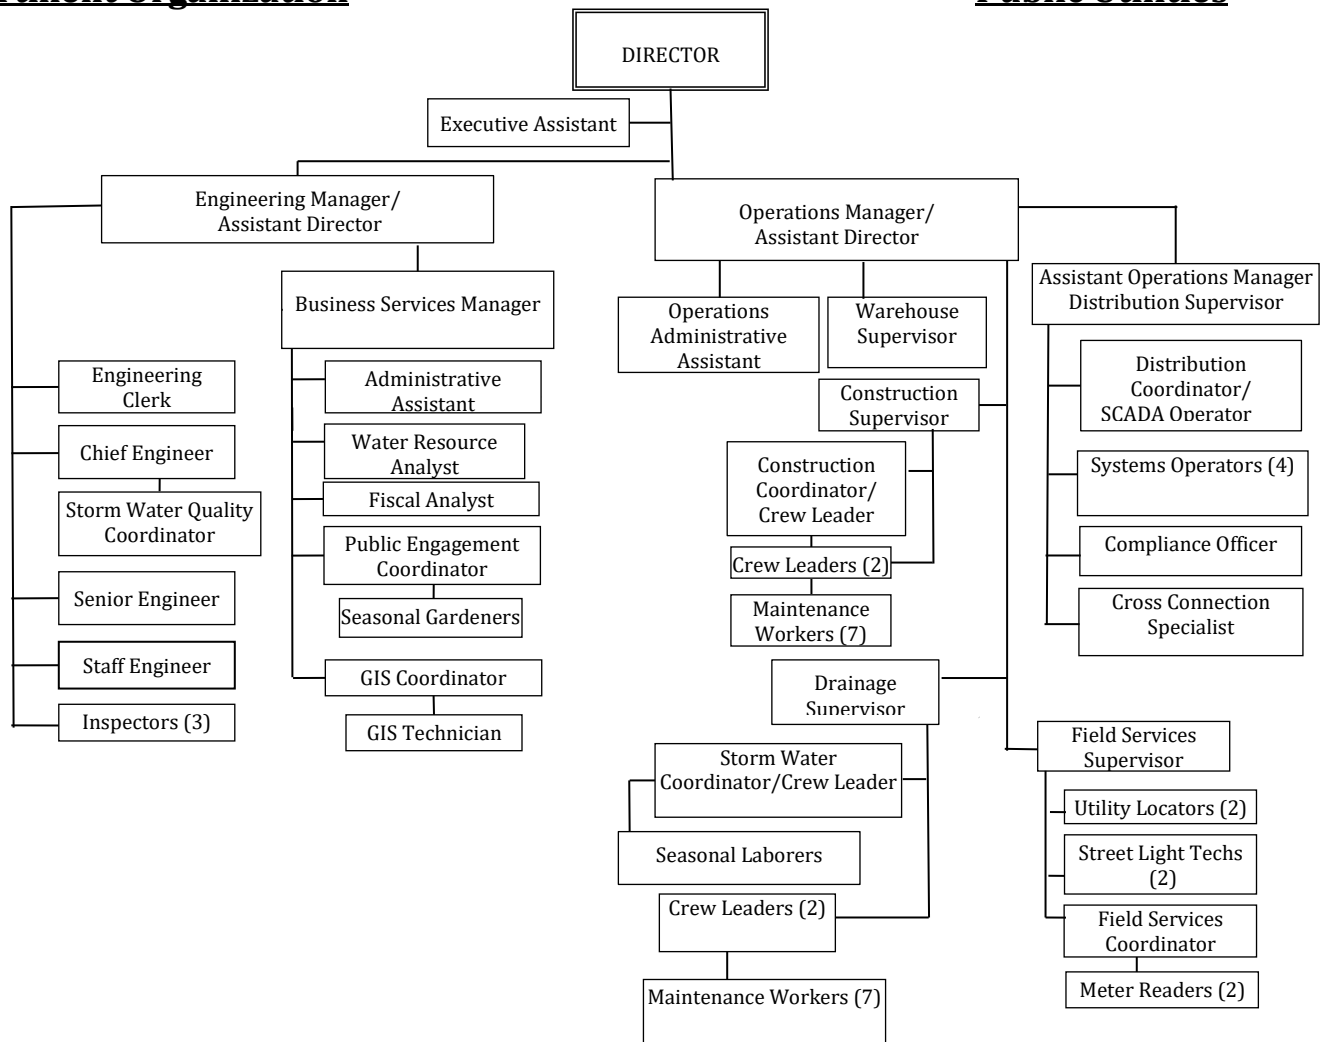 DIRECTOR
Executive Assistant
Engineering Manager/
Assistant Director
Operations Manager/
Assistant Director
Business Services Manager
Assistant Operations Manager
Distribution Supervisor
Operations
Administrative
Assistant
Warehouse
Supervisor
Engineering
Clerk
Chief Engineer
Storm Water Quality
Coordinator
Senior Engineer
Staff Engineer
Inspectors (3)
Administrative
Assistant
Water Resource
Analyst
Fiscal Analyst
Public Engagement
Coordinator
Seasonal Gardeners
GIS Coordinator
GIS Technician
Construction
Supervisor
Construction
Coordinator/
Crew Leader
Crew Leaders (2)
Maintenance
Workers (7)
Drainage
Supervisor
Storm Water
Coordinator/Crew Leader
Seasonal Laborers
Crew Leaders (2)
Maintenance Workers (7)
Distribution
Coordinator/
SCADA Operator
Systems Operators (4)
Compliance Officer
Cross Connection
Specialist
Field Services
Supervisor
Utility Locators (2)
Street Light Techs
(2)
Field Services
Coordinator
Meter Readers (2)